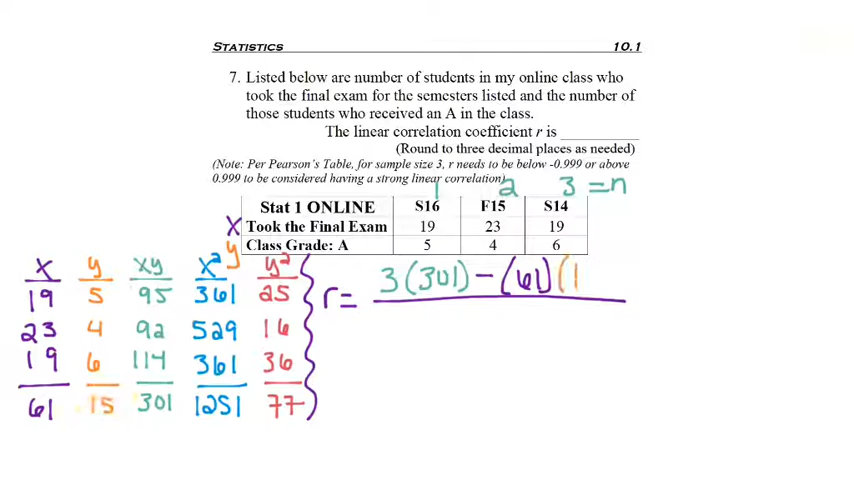 STATISTICS 10.1
7. Listed below are number of students in my online class who
took the final exam for the semesters listed and the number of
those students who received an A in the class.
The linear correlation coefficient r is ________
(Round to three decimal places as needed)
(Note: Per Pearson's Table, for sample size 3, r needs to be below -0.999 or above
0.999 to be considered having a strong linear correlation)
1 2 3 = n
Stat 1 ONLINE S16 F15 S14
x Took the Final Exam 19 23 19
y Class Grade: A 5 4 6
x y xy x² y²
19 5 95 361 25
23 4 92 529 16
19 6 114 361 36
61 15 301 1251 77
r = 3(301) - (61)(1